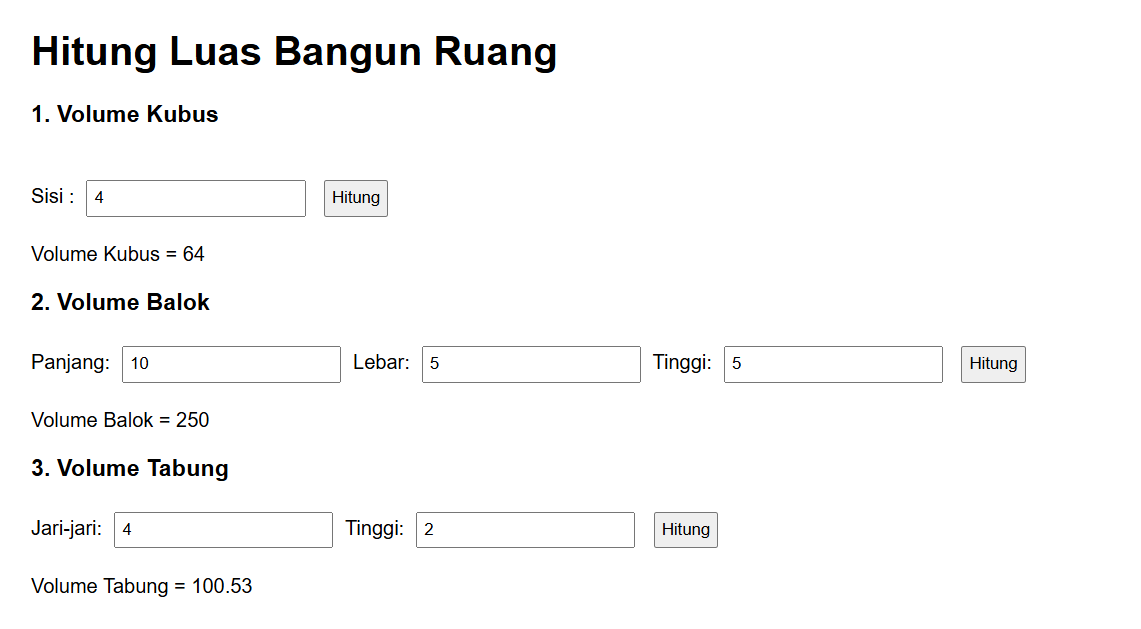 Hitung Luas Bangun Ruang
1. Volume Kubus
Sisi : 4 Hitung
Volume Kubus = 64
2. Volume Balok
Panjang: 10 Lebar: 5 Tinggi: 5 Hitung
Volume Balok = 250
3. Volume Tabung
Jari-jari: 4 Tinggi: 2 Hitung
Volume Tabung = 100.53